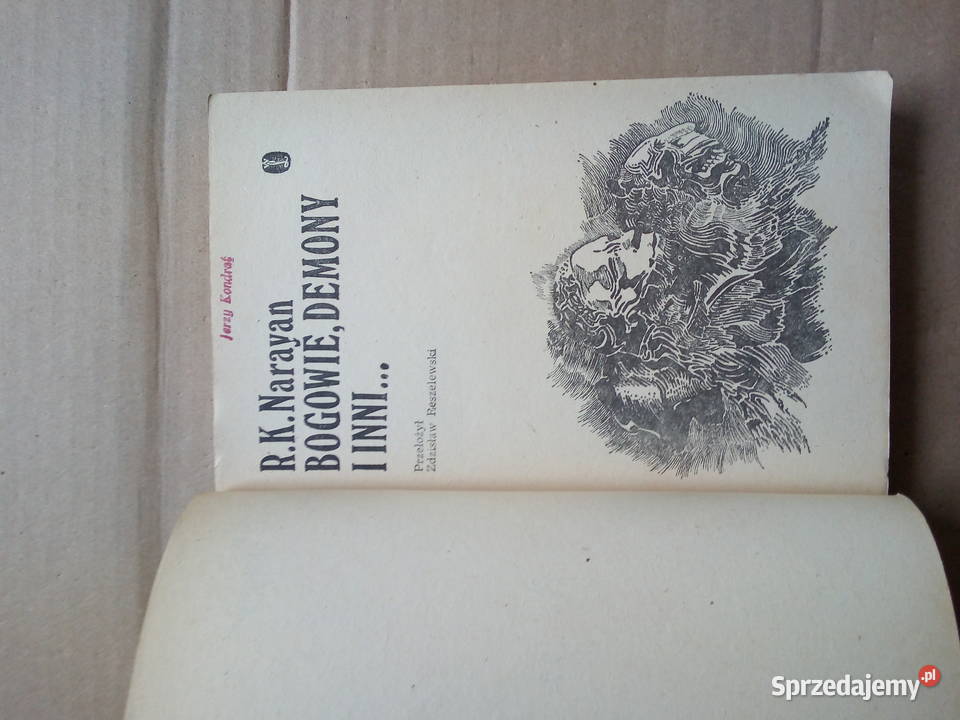 Jerzy Kondraś
R.K.Narayan
BOGOWIE, DEMONY
I INNI...
Przełożył
Zdzisław Reszelewski
Sprzedajemy.pl